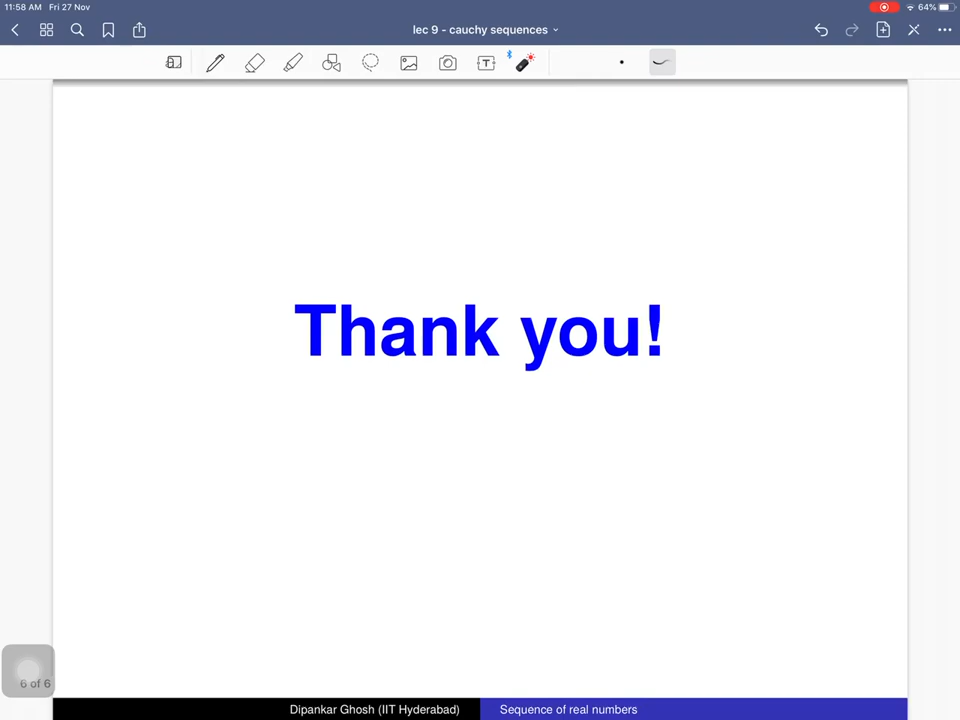 11:58 AM Fri 27 Nov 64%
lec 9 - cauchy sequences
T
Thank you!
6 of 6
Dipankar Ghosh (IIT Hyderabad) Sequence of real numbers